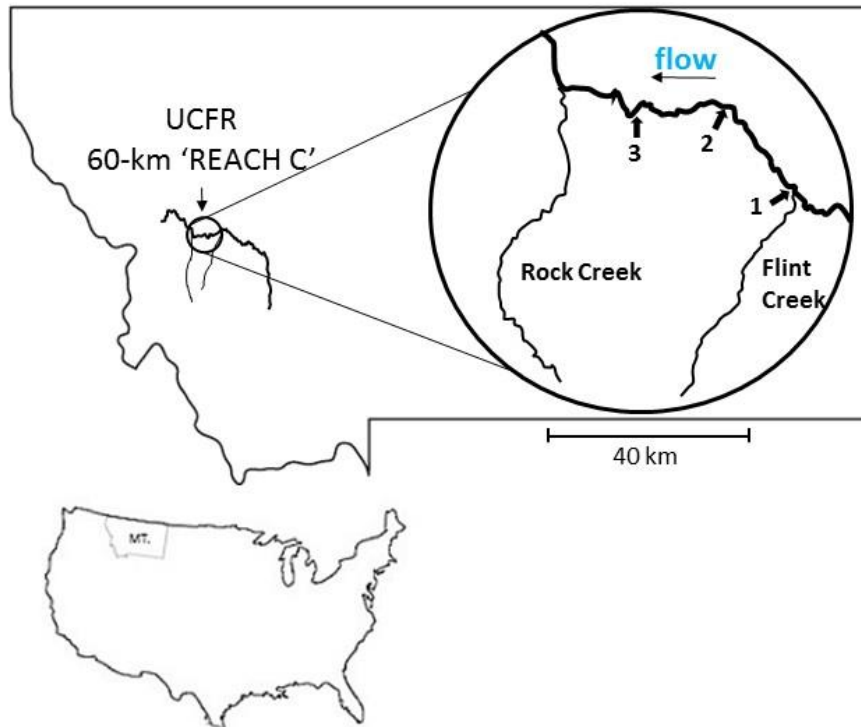 UCFR
60-km ‘REACH C’
flow
3
2
1
Rock Creek
Flint
Creek
40 km
MT.